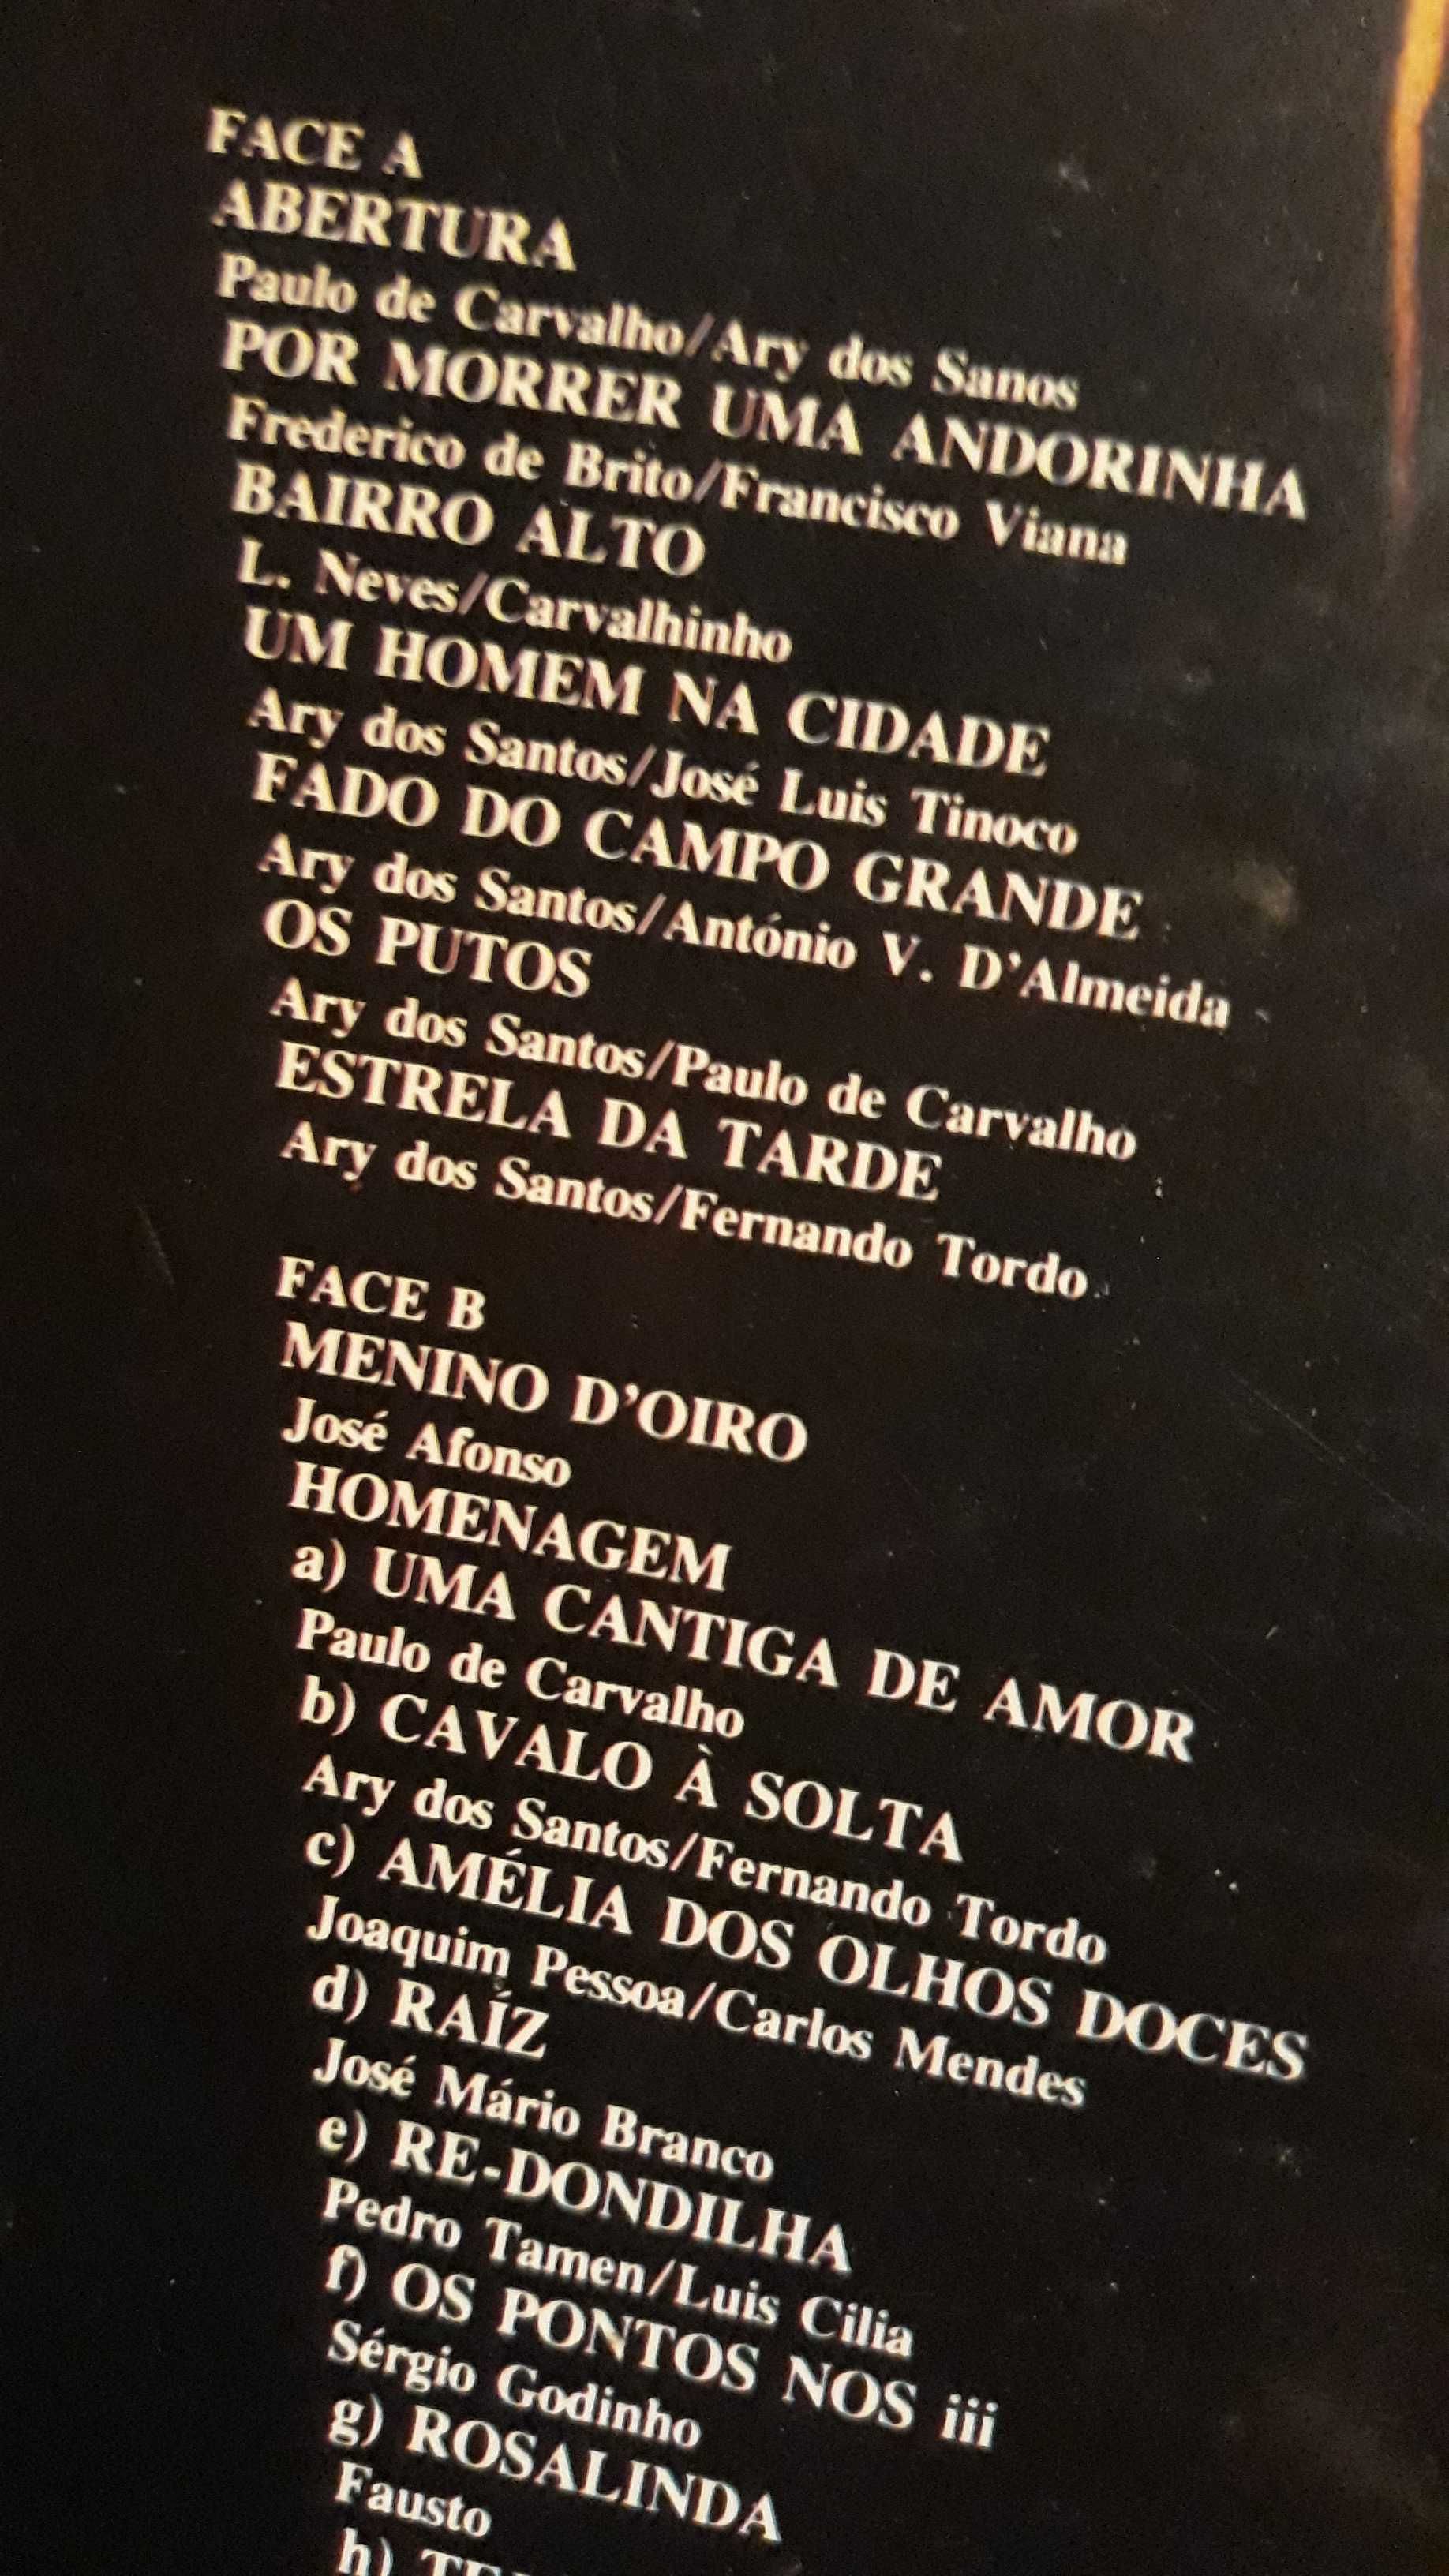 FACE A
ABERTURA
Paulo de Carvalho/Ary dos Sanos
POR MORRER UMA ANDORINHA
Frederico de Brito/Francisco Viana
BAIRRO ALTO
L. Neves/Carvalhinho
UM HOMEM NA CIDADE
Ary dos Santos/José Luis Tinoco
FADO DO CAMPO GRANDE
Ary dos Santos/António V. D'Almeida
OS PUTOS
Ary dos Santos/Paulo de Carvalho
ESTRELA DA TARDE
Ary dos Santos/Fernando Tordo
FACE B
MENINO D'OIRO
José Afonso
HOMENAGEM
a) UMA CANTIGA DE AMOR
Paulo de Carvalho
b) CAVALO À SOLTA
Ary dos Santos/Fernando Tordo
c) AMÉLIA DOS OLHOS DOCES
Joaquim Pessoa/Carlos Mendes
d) RAÍZ
José Mário Branco
e) RE-DONDILHA
Pedro Tamen/Luis Cilia
f) OS PONTOS NOS iii
Sérgio Godinho
g) ROSALINDA
Fausto
h)